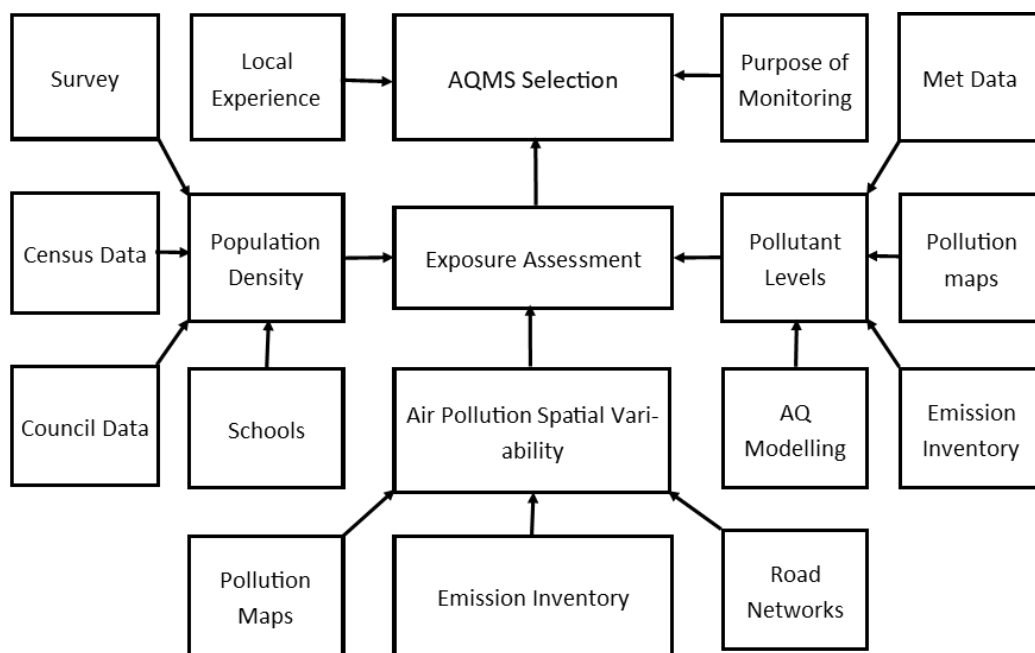 Survey
Local
Experience
AQMS Selection
Purpose of
Monitoring
Met Data
Census Data
Population
Density
Exposure Assessment
Pollutant
Levels
Pollution
maps
Council Data
Schools
Air Pollution Spatial Vari-
ability
AQ
Modelling
Emission
Inventory
Pollution
Maps
Emission Inventory
Road
Networks